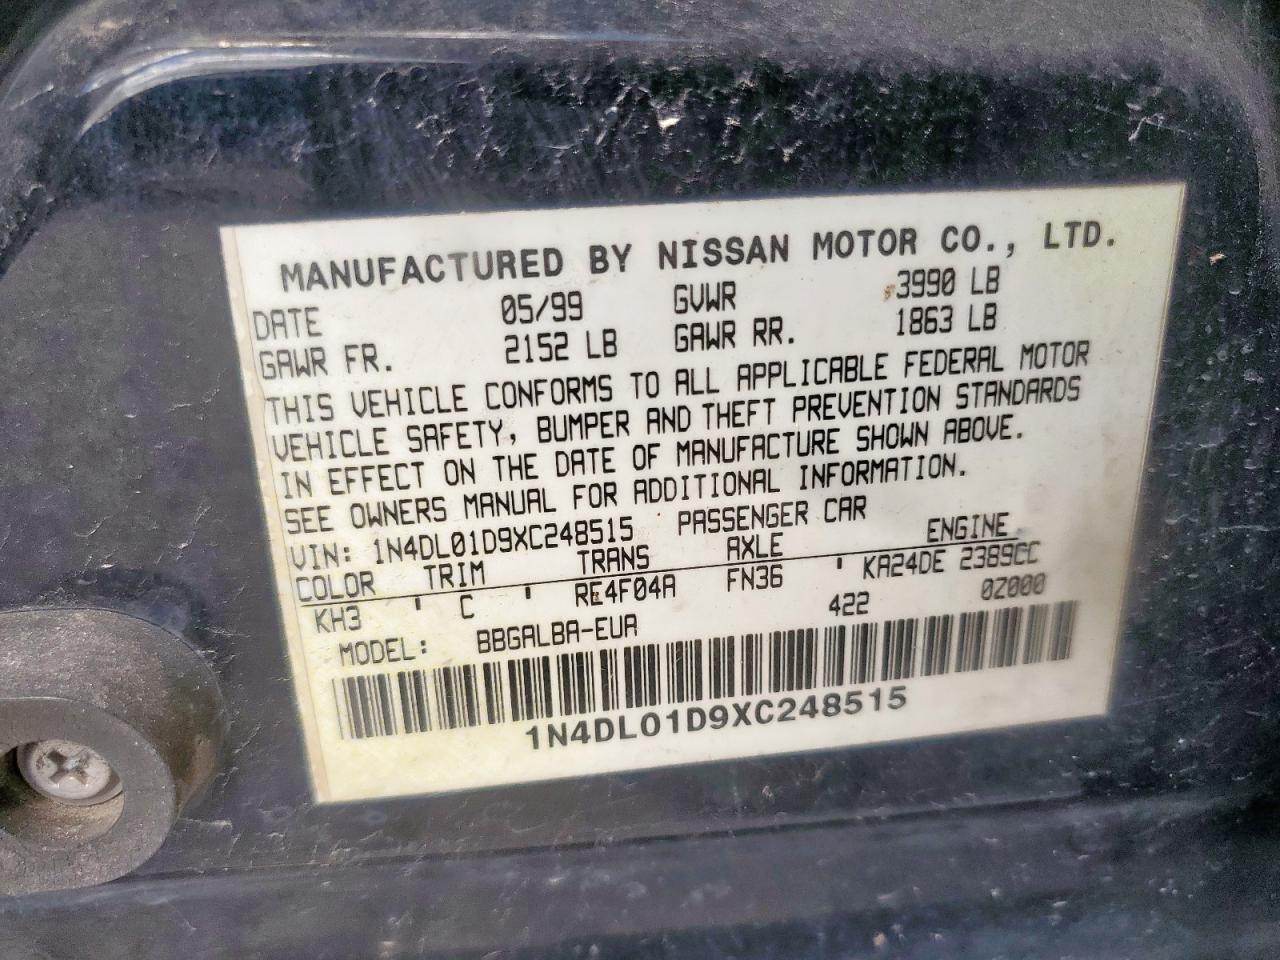 MANUFACTURED BY NISSAN MOTOR CO., LTD.
DATE 05/99 GVWR 3990 LB
GAWR FR. 2152 LB GAWR RR. 1863 LB
THIS VEHICLE CONFORMS TO ALL APPLICABLE FEDERAL MOTOR
VEHICLE SAFETY, BUMPER AND THEFT PREVENTION STANDARDS
IN EFFECT ON THE DATE OF MANUFACTURE SHOWN ABOVE.
SEE OWNERS MANUAL FOR ADDITIONAL INFORMATION.
VIN: 1N4DL01D9XC248515 PASSENGER CAR
COLOR TRIM TRANS AXLE ENGINE
KH3 ' C ' RE4F04A FN36 ' KA24DE 2389CC
MODEL: BBGALBA-EUA 422 0Z000
1N4DL01D9XC248515